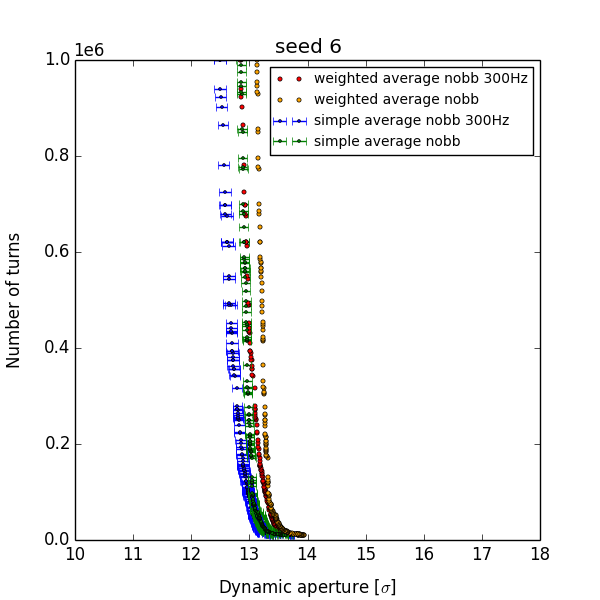 seed 6
1e6
weighted average nobb 300Hz
weighted average nobb
simple average nobb 300Hz
simple average nobb
1.0
0.8
0.6
0.4
0.2
0.0
Number of turns
10 11 12 13 14 15 16 17 18
Dynamic aperture [σ]